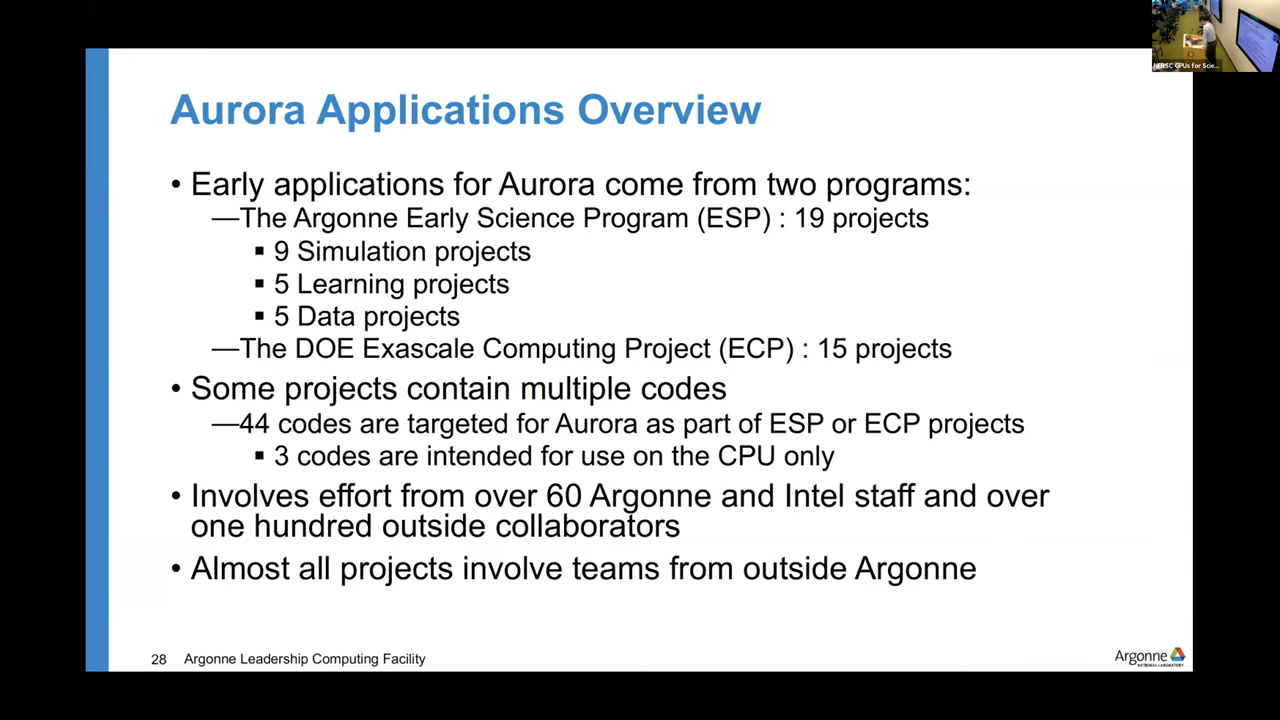 NERSC GPUs for Scie...
Aurora Applications Overview
• Early applications for Aurora come from two programs:
—The Argonne Early Science Program (ESP) : 19 projects
▪ 9 Simulation projects
▪ 5 Learning projects
▪ 5 Data projects
—The DOE Exascale Computing Project (ECP) : 15 projects
• Some projects contain multiple codes
—44 codes are targeted for Aurora as part of ESP or ECP projects
▪ 3 codes are intended for use on the CPU only
• Involves effort from over 60 Argonne and Intel staff and over
one hundred outside collaborators
• Almost all projects involve teams from outside Argonne
28 Argonne Leadership Computing Facility
Argonne
NATIONAL LABORATORY